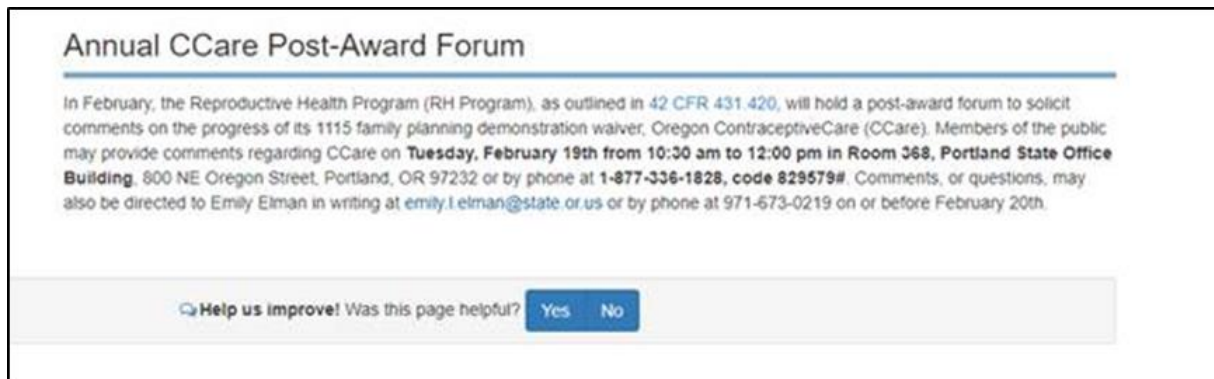 Annual CCare Post-Award Forum
In February, the Reproductive Health Program (RH Program), as outlined in 42 CFR 431.420, will hold a post-award forum to solicit
comments on the progress of its 1115 family planning demonstration waiver, Oregon ContraceptiveCare (CCare). Members of the public
may provide comments regarding CCare on Tuesday, February 19th from 10:30 am to 12:00 pm in Room 368, Portland State Office
Building, 800 NE Oregon Street, Portland, OR 97232 or by phone at 1-877-336-1828, code 829579#. Comments, or questions, may
also be directed to Emily Elman in writing at emily.l.elman@state.or.us or by phone at 971-673-0219 on or before February 20th.
Help us improve! Was this page helpful? Yes No